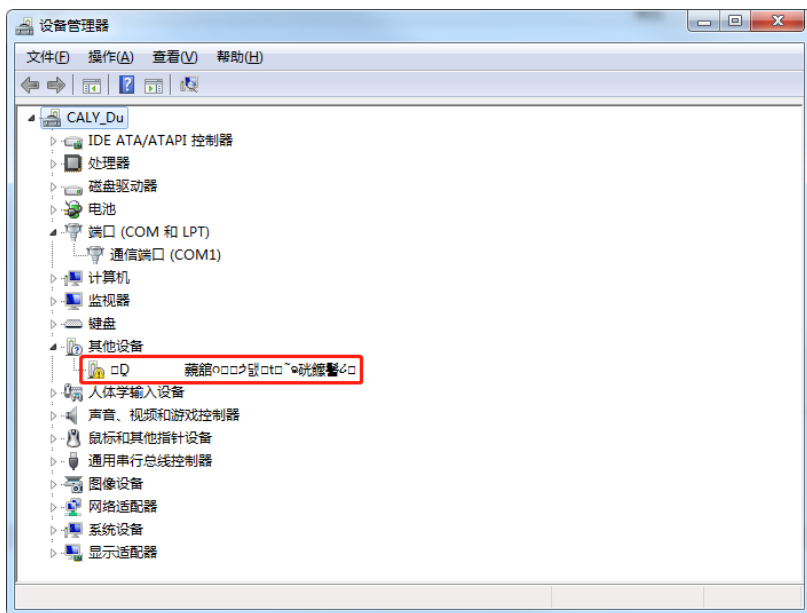 设备管理器
文件(F) 操作(A) 查看(V) 帮助(H)
CALY_Du
IDE ATA/ATAPI 控制器
处理器
磁盘驱动器
电池
端口 (COM 和 LPT)
通信端口 (COM1)
计算机
监视器
键盘
其他设备
人体学输入设备
声音、视频和游戏控制器
鼠标和其他指针设备
通用串行总线控制器
图像设备
网络适配器
系统设备
显示适配器